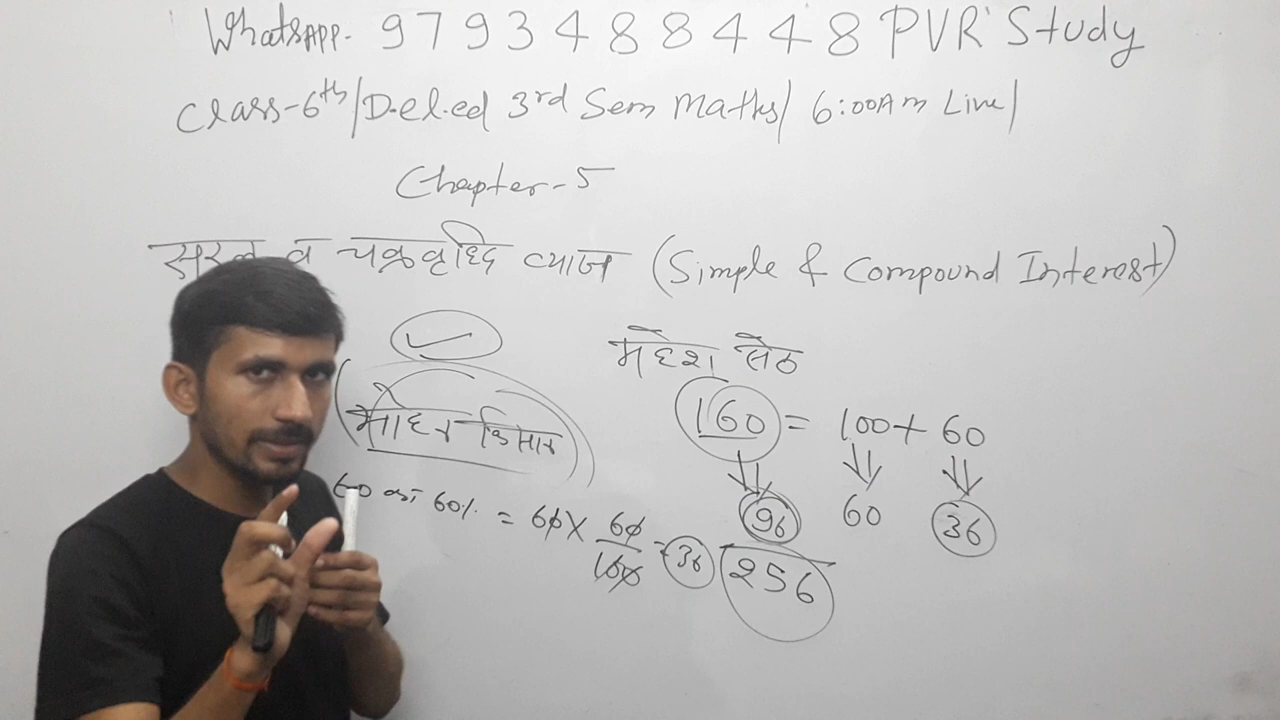 WhatsAPP- 9793488448 PVR Study
Class-6th/D.el.ed 3rd Sem Maths/ 6:00Am Live/
Chapter-5
सरल व चक्रवृध्दि व्याज (Simple & Compound Interest)
महेश सेठ
160 = 100 + 60
मोहन किसान
96 60 36
60 का 60% = 60 × 60/100 = 36
256